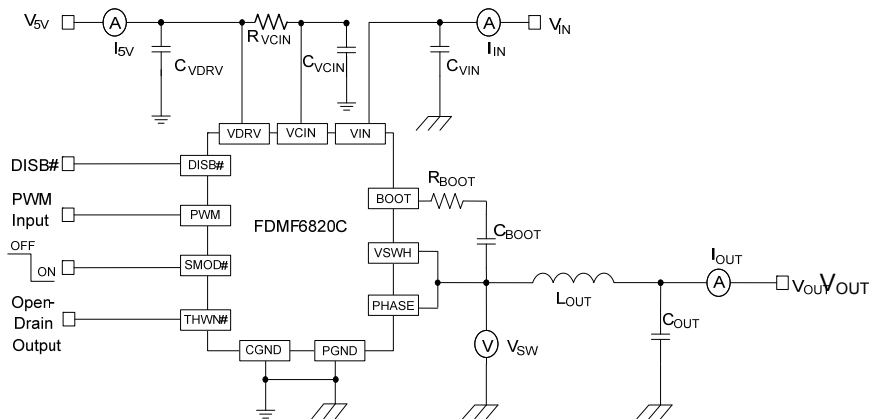 V5V
A
I5V
RVCIN
CVDRV
CVCIN
CVIN
A
IIN
VIN
VDRV
VCIN
VIN
DISB#
DISB#
PWM
Input
PWM
FDMF6820C
BOOT
RBOOT
CBOOT
OFF
ON
SMOD#
VSWH
IOUT
A
LOUT
VOUT
VOUT
Open-
Drain
Output
THWN#
PHASE
COUT
V
VSW
CGND
PGND